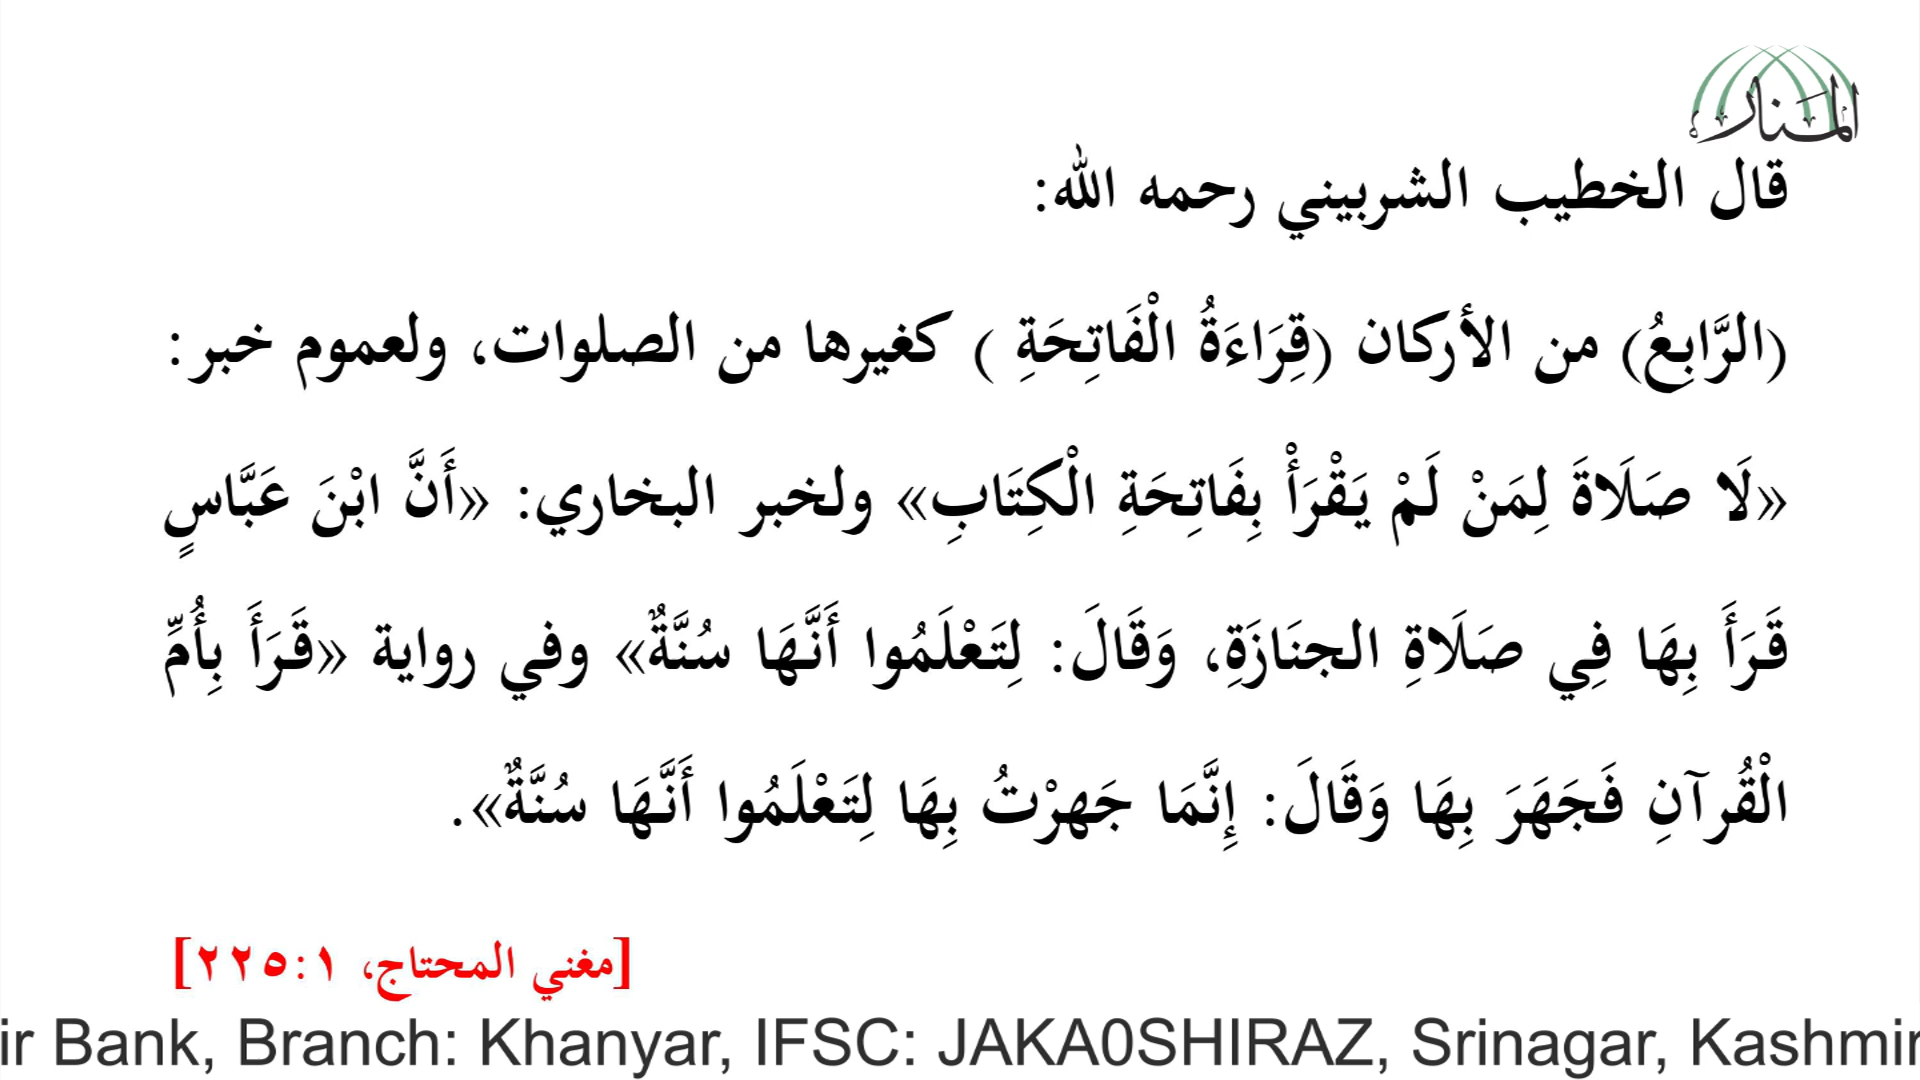 المنار
قال الخطيب الشربيني رحمه الله:
(الرَّابِعُ) من الأركان (قِرَاءَةُ الْفَاتِحَةِ ) كغيرها من الصلوات، ولعموم خبر:
«لَا صَلَاةَ لِمَنْ لَمْ يَقْرَأْ بِفَاتِحَةِ الْكِتَابِ» ولخبر البخاري: «أَنَّ ابْنَ عَبَّاسٍ
قَرَأَ بِهَا فِي صَلَاةِ الجنَازَةِ، وَقَالَ: لِتَعْلَمُوا أَنَّهَا سُنَّةٌ» وفي رواية «قَرَأَ بِأُمِّ
الْقُرآنِ فَجَهَرَ بِهَا وَقَالَ: إِنَّمَا جَهرْتُ بِهَا لِتَعْلَمُوا أَنَّهَا سُنَّةٌ».
[مغني المحتاج، ١:٢٢٥]
ir Bank, Branch: Khanyar, IFSC: JAKA0SHIRAZ, Srinagar, Kashmir